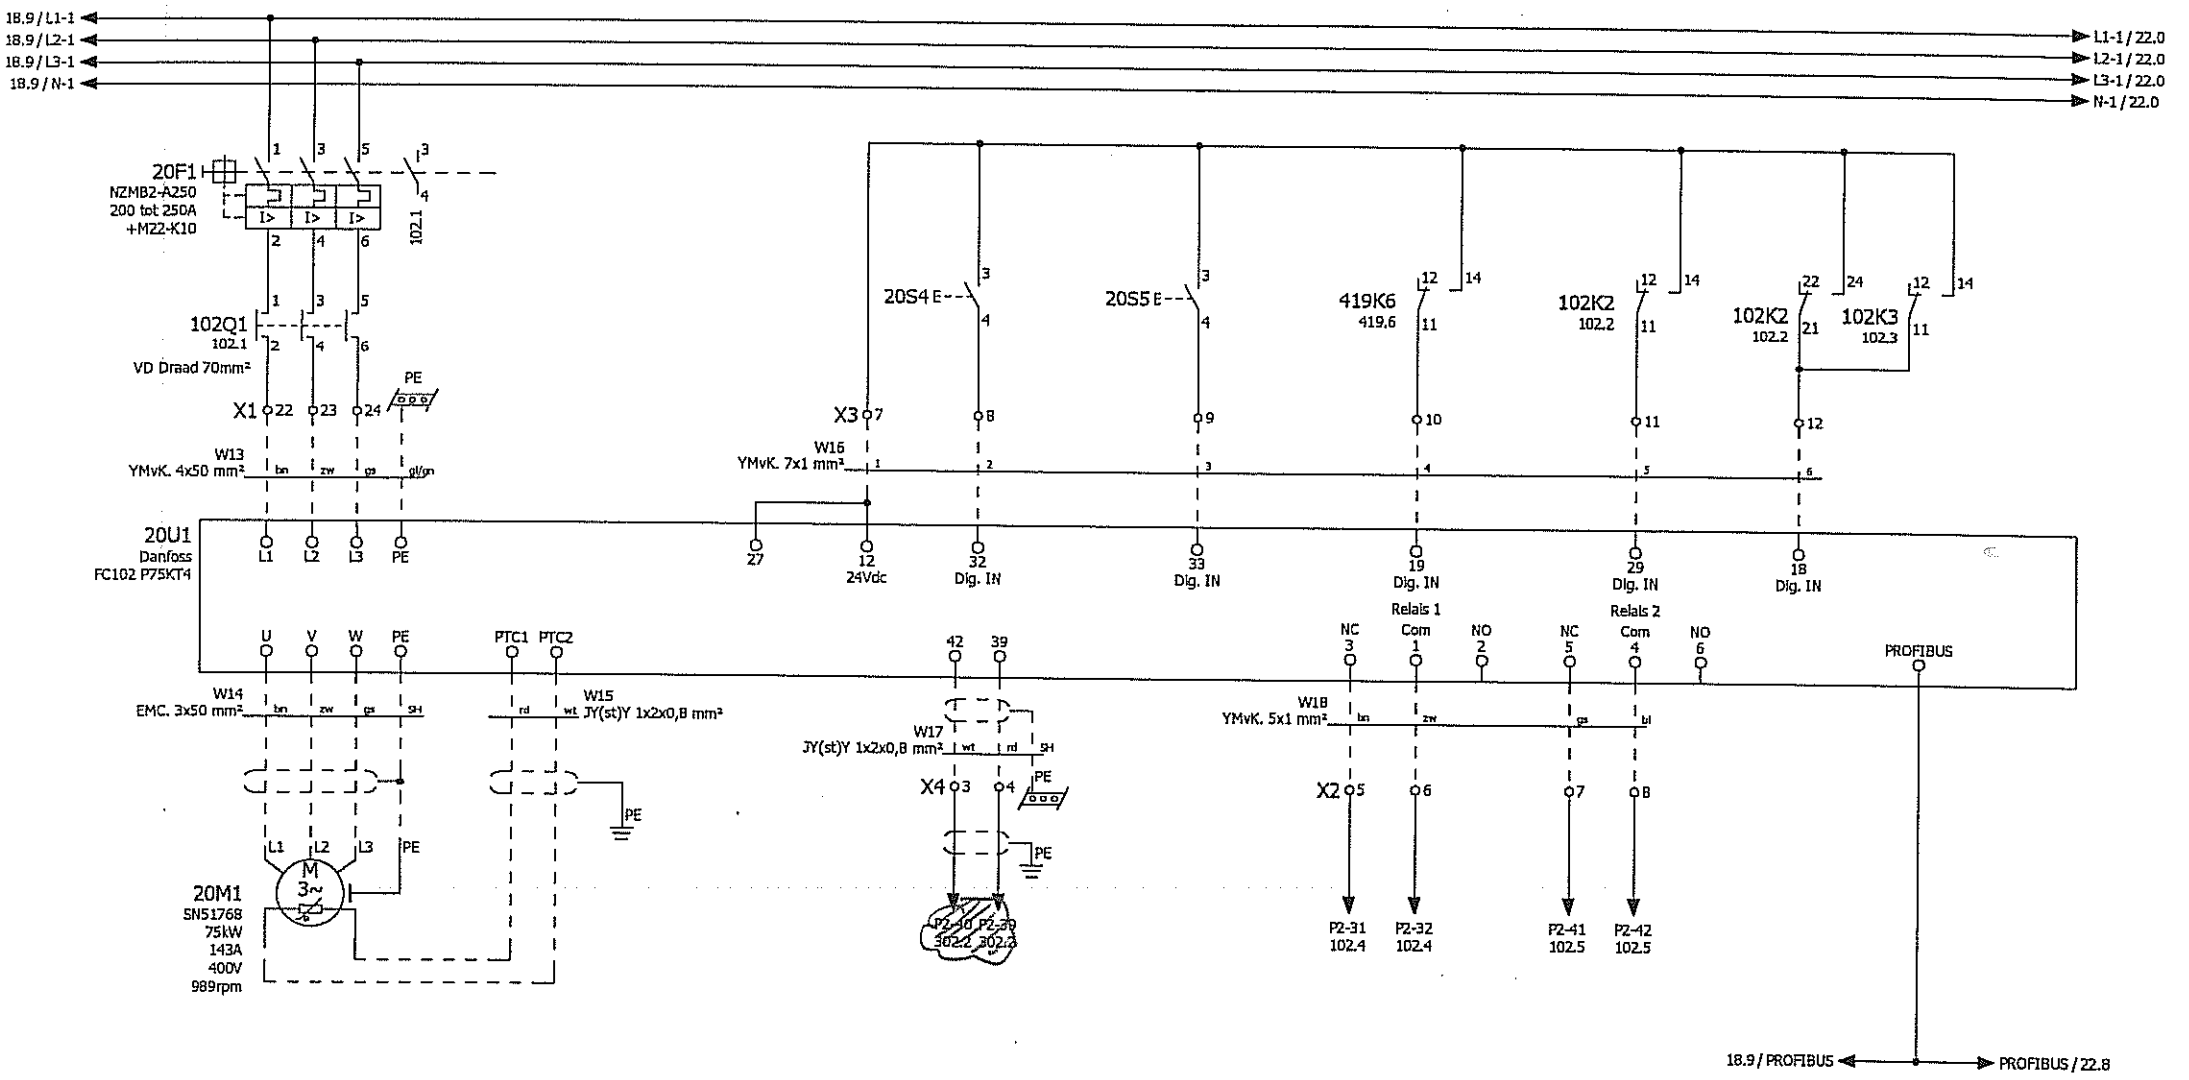 18.9 / L1-1
18.9 / L2-1
18.9 / L3-1
18.9 / N-1
L1-1 / 22.0
L2-1 / 22.0
L3-1 / 22.0
N-1 / 22.0
1 3 5 3
20F1
NZMB2-A250
200 tot 250A
+M22-K10
I> I> I>
4
102.1
2 4 6
1 3 5
102Q1
102.1
2 4 6
VD Draad 70mm²
PE
X1 22 23 24
W13
YMvK. 4x50 mm² bn zw gs gl/gn
3
20S4
4
3
20S5
4
12 14
419K6
419.6
11
12 14
102K2
102.2
11
22 24
102K2
102.2
21
12 14
102K3
102.3
11
X3 7 8 9 10 11 12
W16
YMvK. 7x1 mm² 1 2 3 4 5 6
20U1
Danfoss
FC102 P75KT4
L1 L2 L3 PE
27
12
24Vdc
32
Dig. IN
33
Dig. IN
19
Dig. IN
29
Dig. IN
18
Dig. IN
Relais 1
Relais 2
U V W PE PTC1 PTC2
42 39
NC
3
Com
1
NO
2
NC
5
Com
4
NO
6
PROFIBUS
W14
EMC. 3x50 mm² bn zw gs SH
W15
rd wt JY(st)Y 1x2x0,8 mm²
W17
JY(st)Y 1x2x0,8 mm² wt rd SH
W18
YMvK. 5x1 mm² bn zw gs bl
PE
X4 3 4
PE
X2 5 6 7 8
PE
L1 L2 L3 PE
M
3~
20M1
SN51768
75kW
143A
400V
989rpm
P2-39
302.2 302.2
P2-31
102.4
P2-32
102.4
P2-41
102.5
P2-42
102.5
18.9 / PROFIBUS
PROFIBUS / 22.8